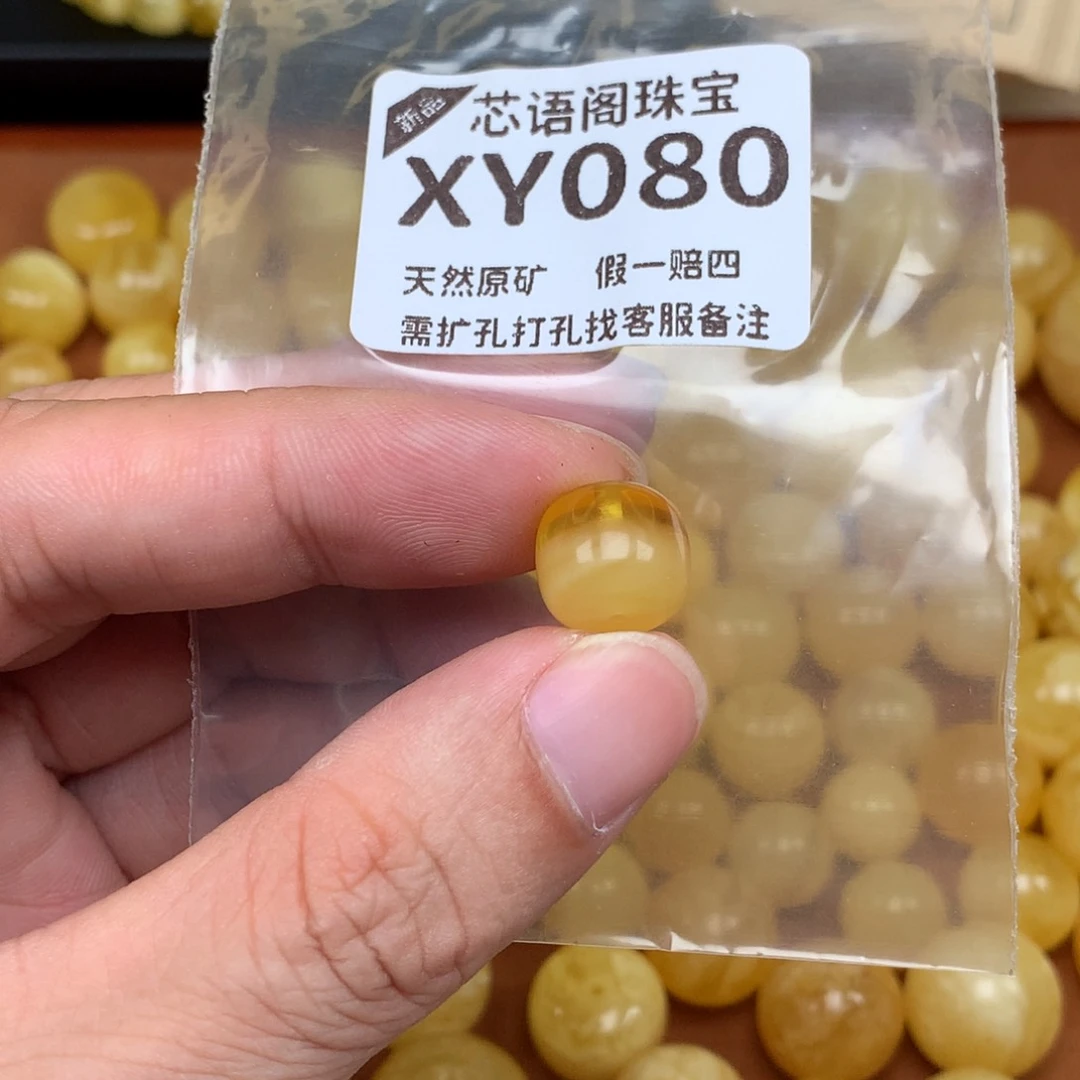 新品 芯语阁珠宝
XY080
天然原矿 假一赔四
需扩孔打孔找客服备注